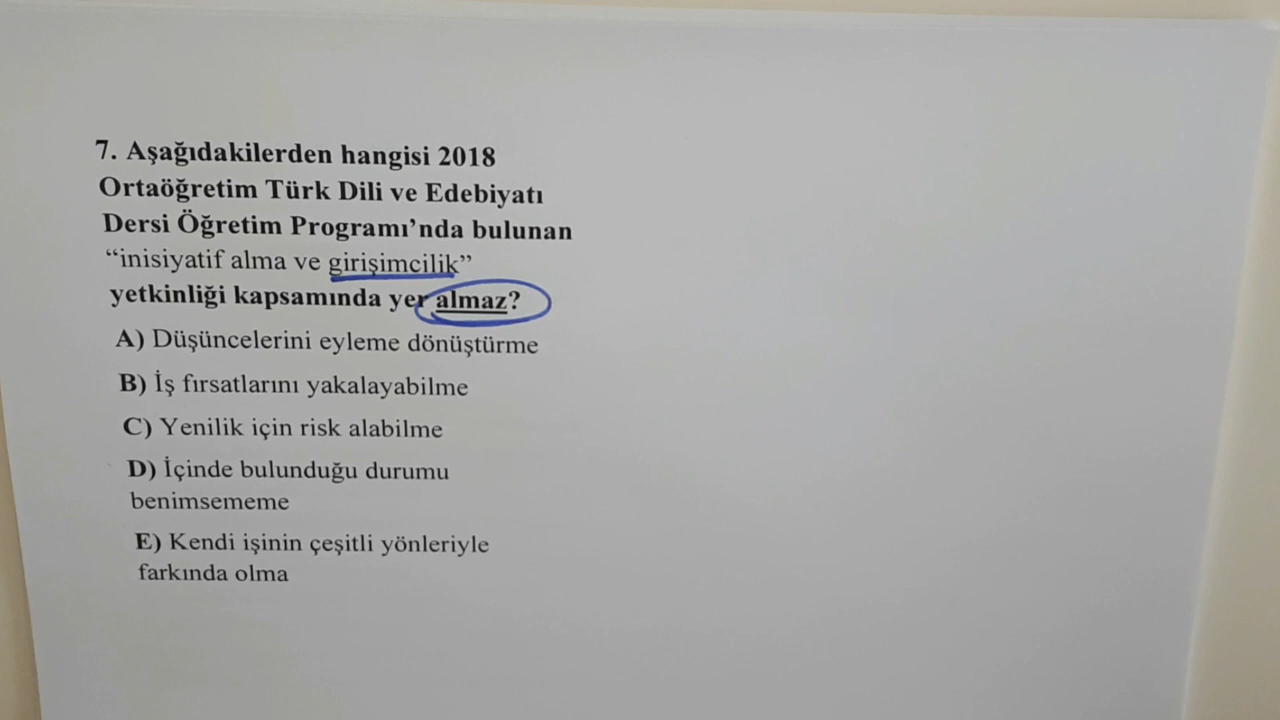 7. Aşağıdakilerden hangisi 2018
Ortaöğretim Türk Dili ve Edebiyatı
Dersi Öğretim Programı’nda bulunan
“inisiyatif alma ve girişimcilik”
yetkinliği kapsamında yer almaz?
A) Düşüncelerini eyleme dönüştürme
B) İş fırsatlarını yakalayabilme
C) Yenilik için risk alabilme
D) İçinde bulunduğu durumu
benimsememe
E) Kendi işinin çeşitli yönleriyle
farkında olma